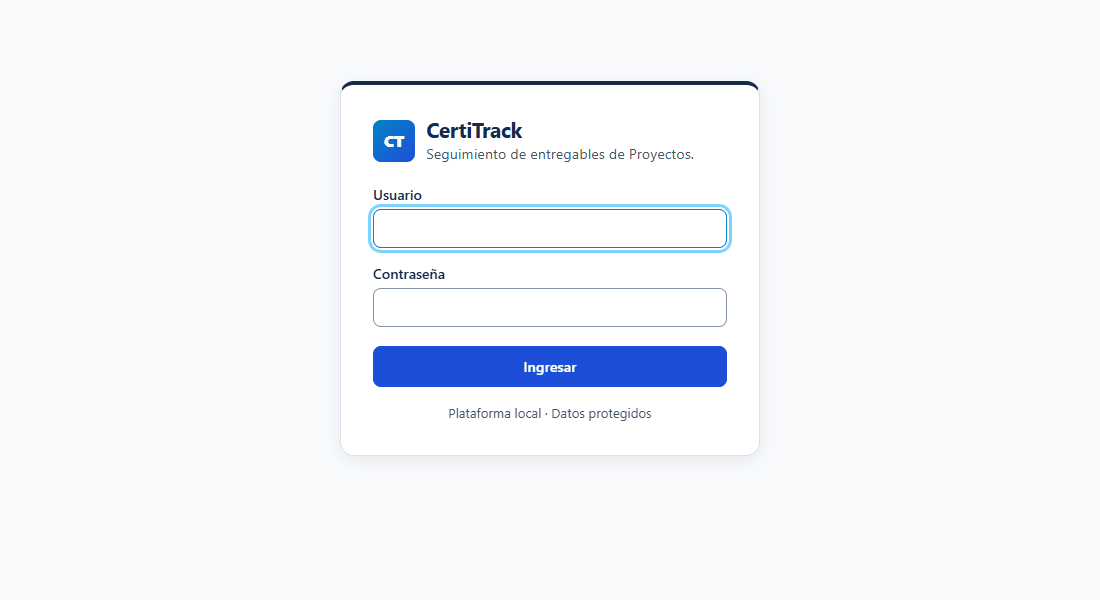 CT
CertiTrack
Seguimiento de entregables de Proyectos.
Usuario
Contraseña
Ingresar
Plataforma local · Datos protegidos